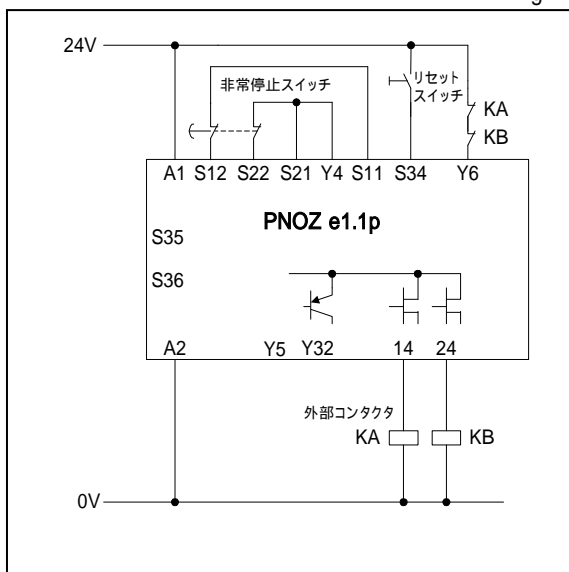 g
24V
非常停止スイッチ
リセット
スイッチ
KA
KB
A1 S12 S22 S21 Y4 S11 S34 Y6
PNOZ e1.1p
S35
S36
A2 Y5 Y32 14 24
外部コンタクタ
KA KB
0V